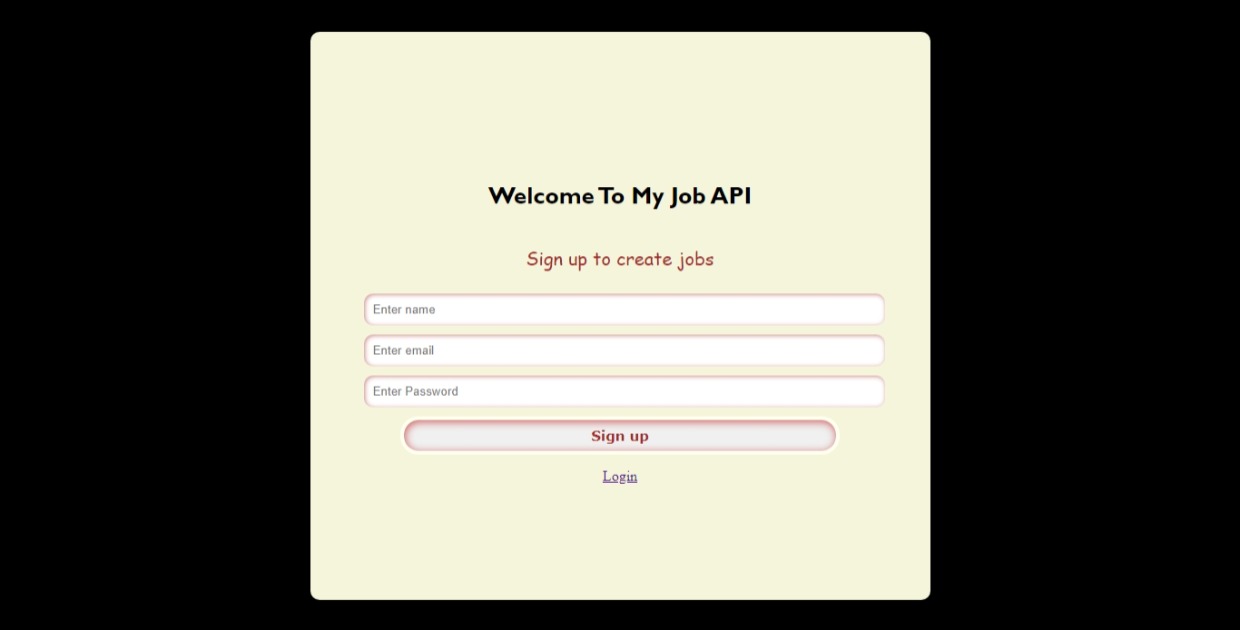 Welcome To My Job API
Sign up to create jobs
Enter name
Enter email
Enter Password
Sign up
Login